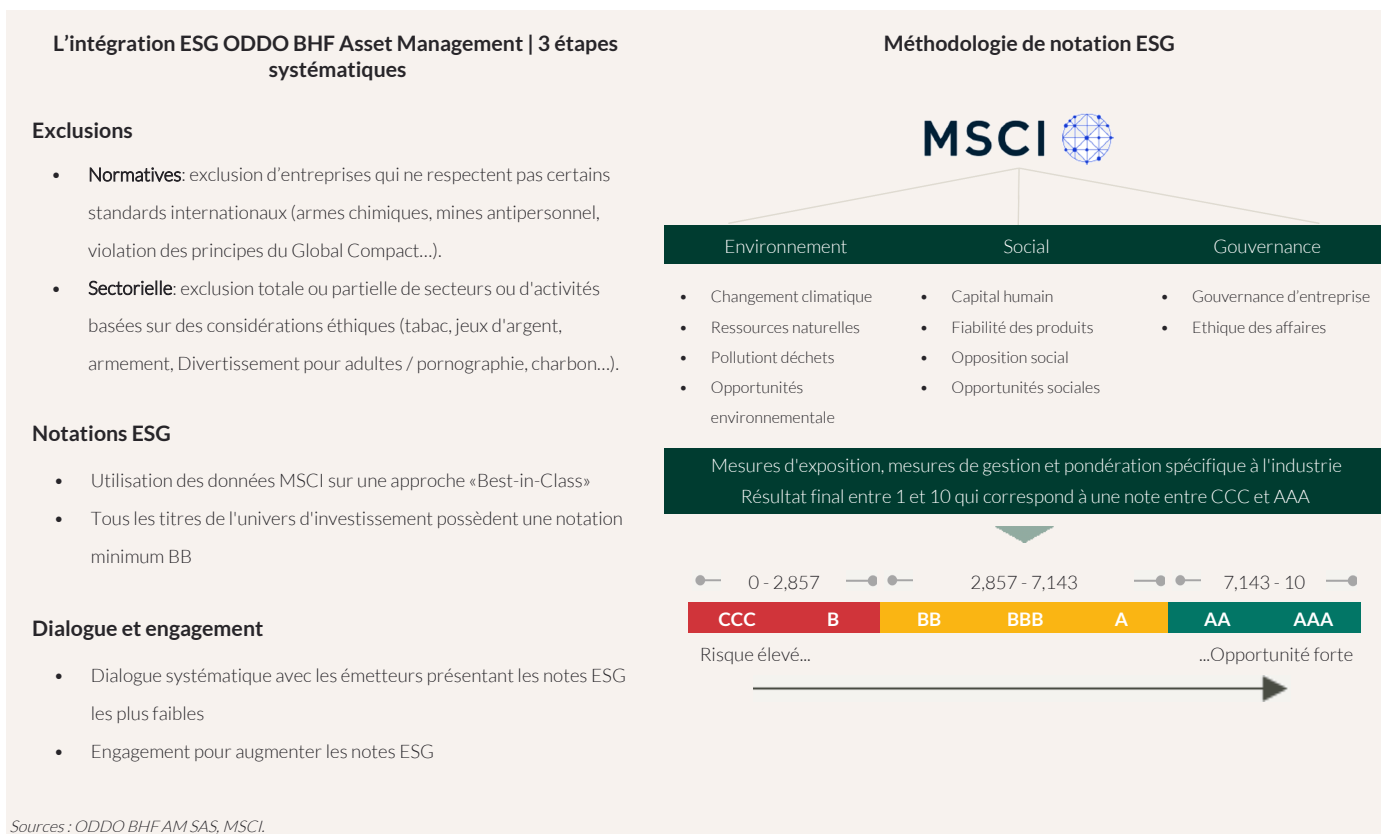 L'intégration ESG ODDO BHF Asset Management | 3 étapes
systématiques
Exclusions
• Normatives: exclusion d'entreprises qui ne respectent pas certains
standards internationaux (armes chimiques, mines antipersonnel,
violation des principes du Global Compact…).
• Sectorielle: exclusion totale ou partielle de secteurs ou d'activités
basées sur des considérations éthiques (tabac, jeux d'argent,
armement, Divertissement pour adultes / pornographie, charbon…).
Notations ESG
• Utilisation des données MSCI sur une approche «Best-in-Class»
• Tous les titres de l'univers d'investissement possèdent une notation
minimum BB
Dialogue et engagement
• Dialogue systématique avec les émetteurs présentant les notes ESG
les plus faibles
• Engagement pour augmenter les notes ESG
Méthodologie de notation ESG
MSCI
Environnement Social Gouvernance
• Changement climatique
• Ressources naturelles
• Pollutiont déchets
• Opportunités
environnementale
• Capital humain
• Fiabilité des produits
• Opposition social
• Opportunités sociales
• Gouvernance d'entreprise
• Ethique des affaires
Mesures d'exposition, mesures de gestion et pondération spécifique à l'industrie
Résultat final entre 1 et 10 qui correspond à une note entre CCC et AAA
0 - 2,857 2,857 - 7,143 7,143 - 10
CCC B BB BBB A AA AAA
Risque élevé... ...Opportunité forte
Sources : ODDO BHF AM SAS, MSCI.